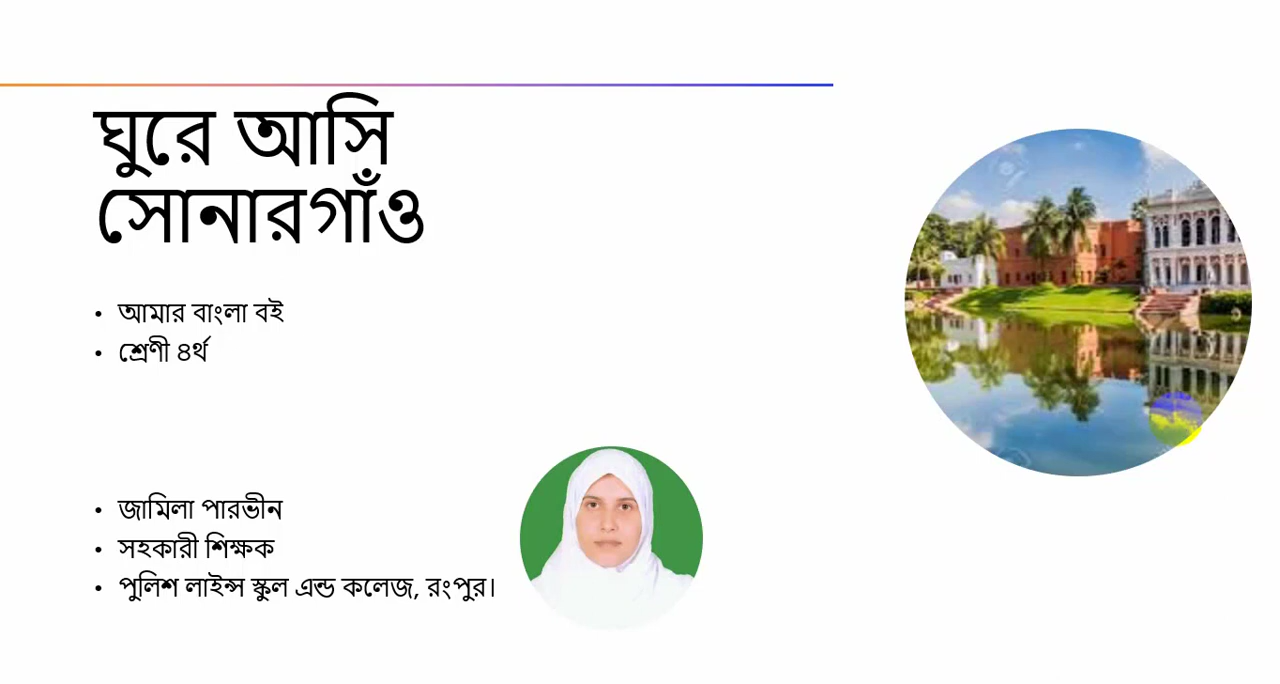 ঘুরে আসি
সোনারগাঁও
• আমার বাংলা বই
• শ্রেণী ৪র্থ
• জামিলা পারভীন
• সহকারী শিক্ষক
• পুলিশ লাইন্স স্কুল এন্ড কলেজ, রংপুর।